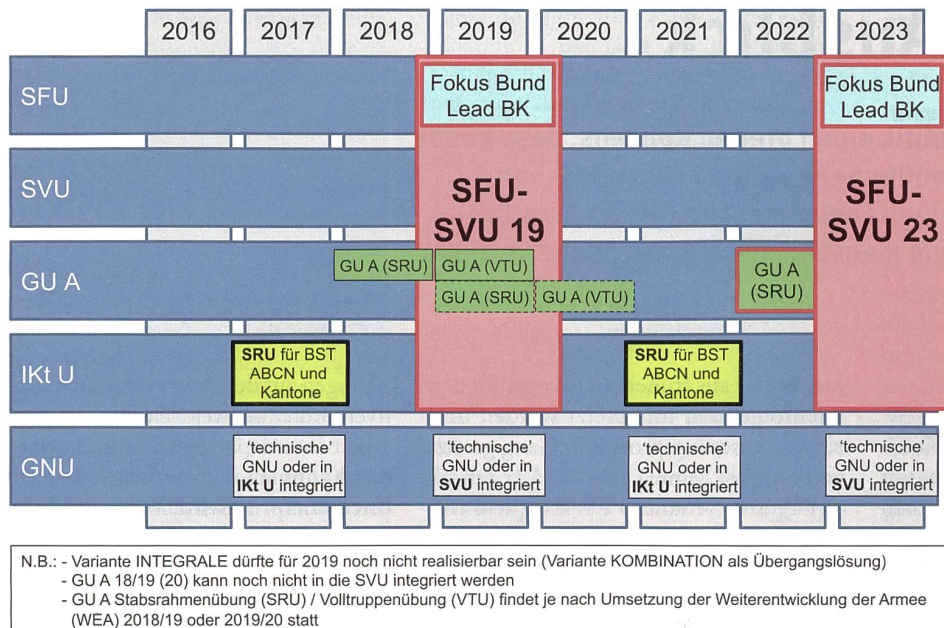 2016 2017 2018 2019 2020 2021 2022 2023
SFU
Fokus Bund
Lead BK
Fokus Bund
Lead BK
SVU
SFU-
SVU 19
SFU-
SVU 23
GU A
GU A (SRU)
GU A (VTU)
GU A (SRU)
GU A (VTU)
GU A
(SRU)
IKt U
SRU für BST
ABCN und
Kantone
SRU für BST
ABCN und
Kantone
GNU
'technische'
GNU oder in
IKt U integriert
'technische'
GNU oder in
SVU integriert
'technische'
GNU oder in
IKt U integriert
'technische'
GNU oder in
SVU integriert
N.B.: - Variante INTEGRALE dürfte für 2019 noch nicht realisierbar sein (Variante KOMBINATION als Übergangslösung)
- GU A 18/19 (20) kann noch nicht in die SVU integriert werden
- GU A Stabsrahmenübung (SRU) / Volltruppenübung (VTU) findet je nach Umsetzung der Weiterentwicklung der Armee
(WEA) 2018/19 oder 2019/20 statt